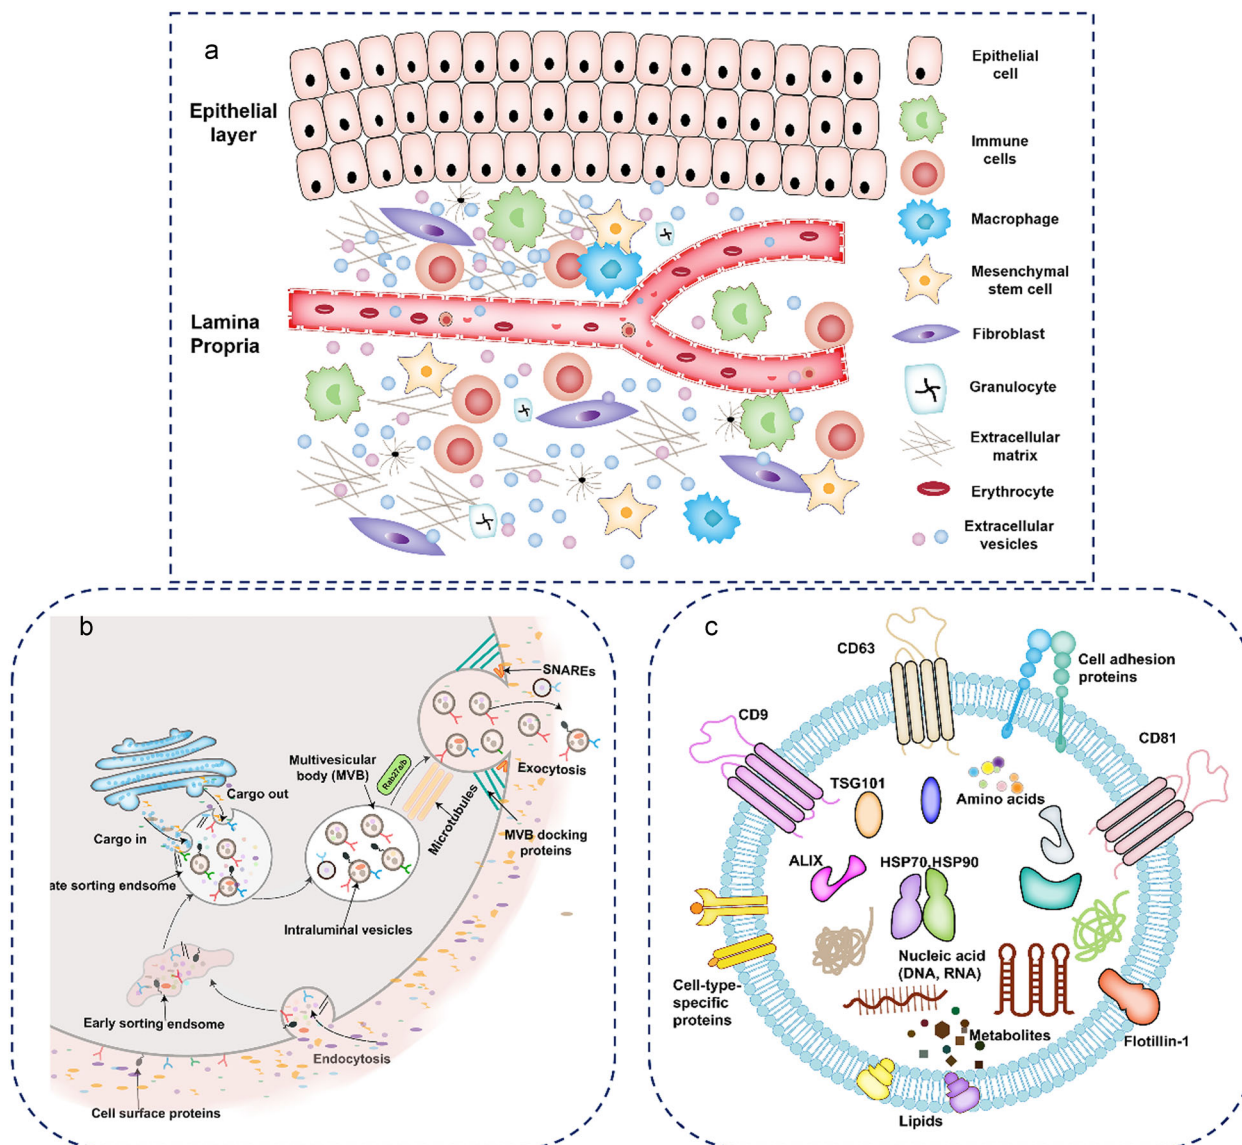 a
Epithelial
layer
Lamina
Propria
Epithelial
cell
Immune
cells
Macrophage
Mesenchymal
stem cell
Fibroblast
Granulocyte
Extracellular
matrix
Erythrocyte
Extracellular
vesicles
b
SNAREs
Multivesicular
body (MVB)
Rab27a/b
Exocytosis
Cargo out
Cargo in
Microtubules
MVB docking
proteins
ate sorting endsome
Intraluminal vesicles
Early sorting endsome
Endocytosis
Cell surface proteins
c
CD63
Cell adhesion
proteins
CD9
CD81
TSG101
Amino acids
ALIX
HSP70,HSP90
Nucleic acid
(DNA, RNA)
Cell-type-
specific
proteins
Metabolites
Flotillin-1
Lipids